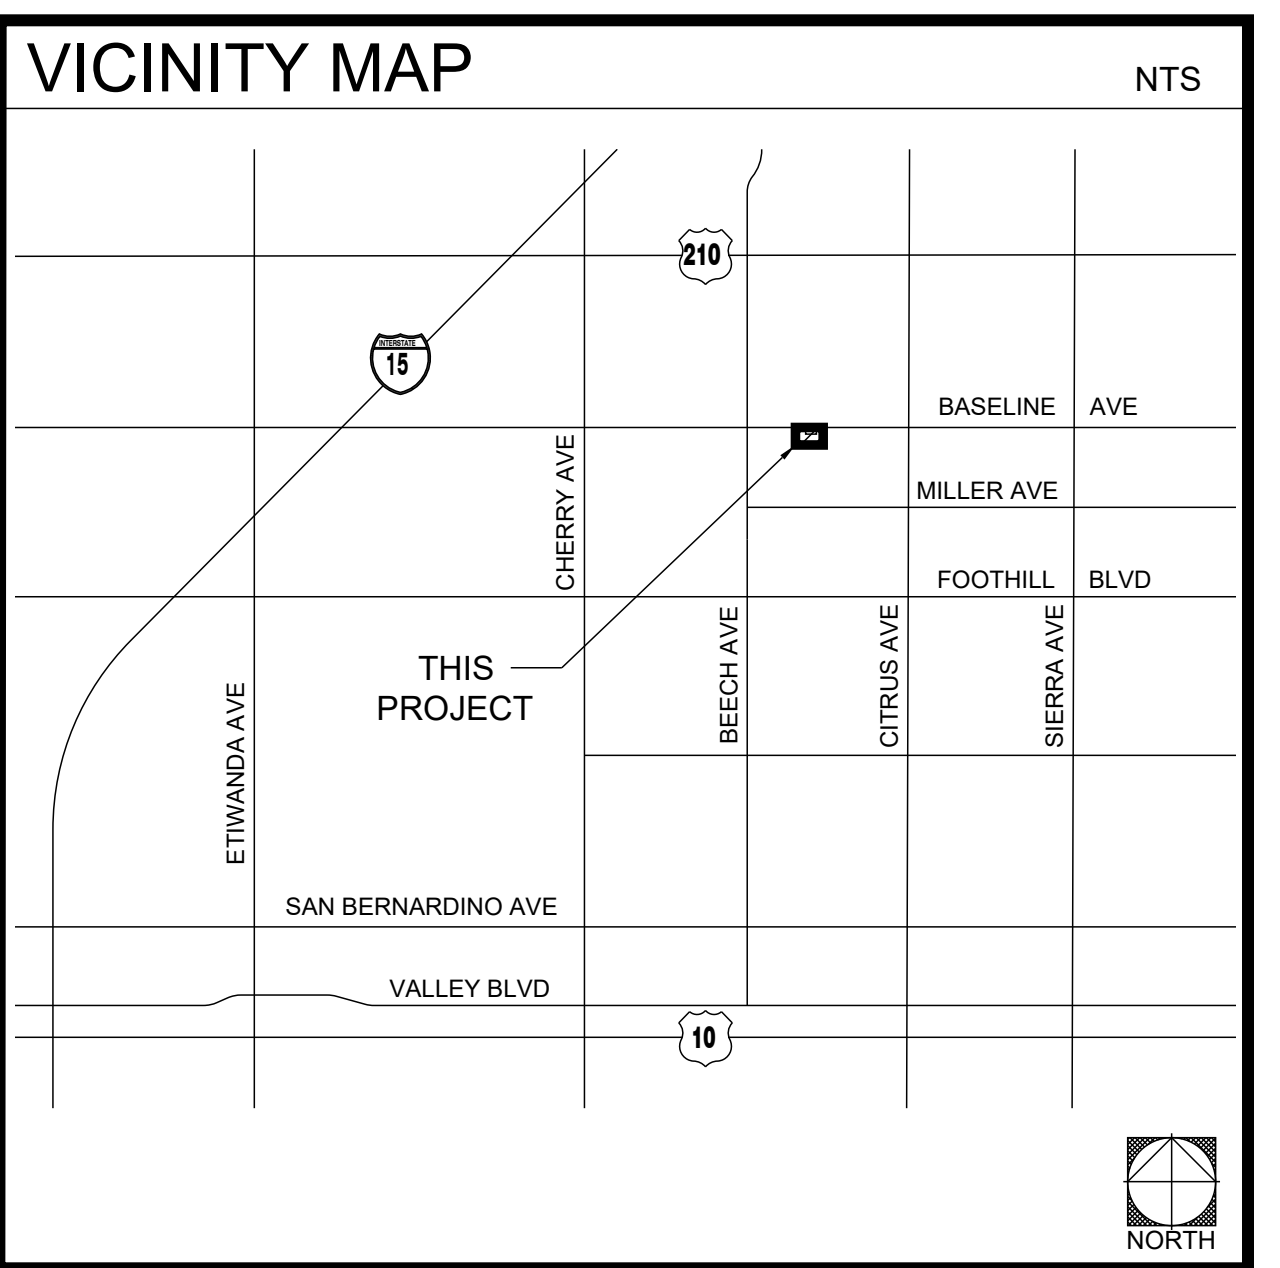 VICINITY MAP
NTS
210
INTERSTATE
15
BASELINE AVE
CHERRY AVE
MILLER AVE
FOOTHILL BLVD
THIS
PROJECT
BEECH AVE
CITRUS AVE
SIERRA AVE
ETIWANDA AVE
SAN BERNARDINO AVE
VALLEY BLVD
10
NORTH